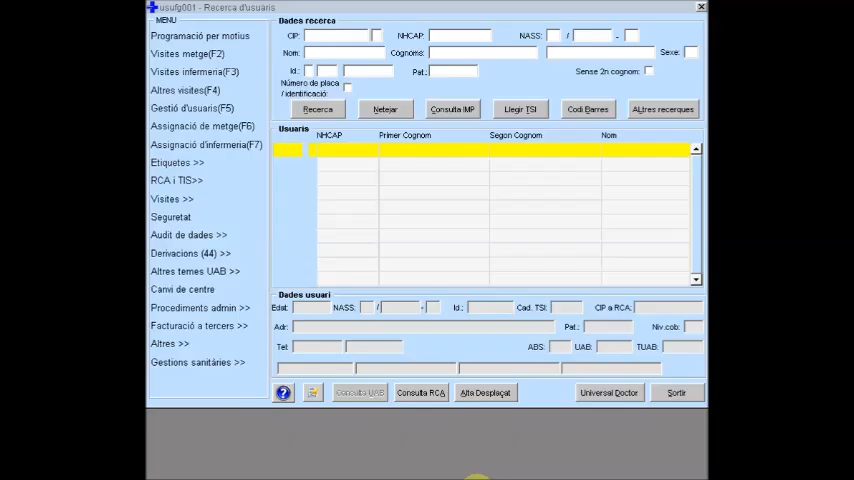 usufg001 - Recerca d'usuaris
MENU
Programació per motius
Visites metge(F2)
Visites infermeria(F3)
Altres visites(F4)
Gestió d'usuaris(F5)
Assignació de metge(F6)
Assignació d'infermeria(F7)
Etiquetes >>
RCA i TIS>>
Visites >>
Seguretat
Audit de dades >>
Derivacions (44) >>
Altres temes UAB >>
Canvi de centre
Procediments admin >>
Facturació a tercers >>
Altres >>
Gestions sanitàries >>
Dades recerca
CIP: NHCAP: NASS: / -
Nom: Cognoms: Sexe:
Id.: Pat.: Sense 2n cognom:
Número de placa
/ identificació:
Recerca Netejar Consulta IMP Llegir TSI Codi Barres ALtres recerques
Usuaris
NHCAP Primer Cognom Segon Cognom Nom
Dades usuari
Edat: NASS: / - Id.: Cad. TSI: CIP a RCA:
Adr: Pat.: Niv.cob:
Tel: ABS: UAB: TUAB:
? Consulta UAB Consulta RCA Alta Desplaçat Universal Doctor Sortir